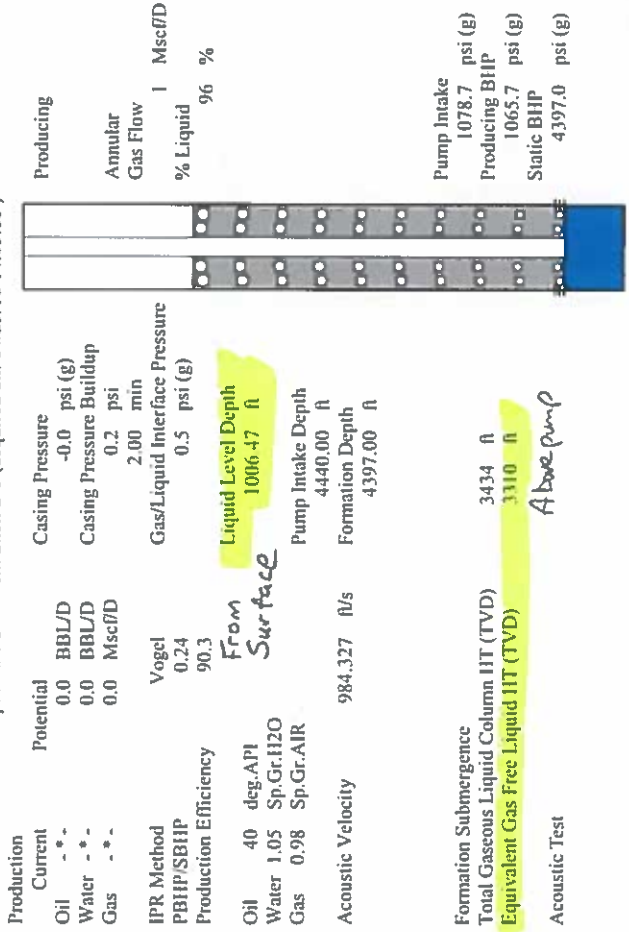 Production
Current Potential
Oil - * - 0.0 BBL/D
Water - * - 0.0 BBL/D
Gas - * - 0.0 Mscf/D
IPR Method Vogel
PBHP/SBHP 0.24
Production Efficiency 90.3
Oil 40 deg.API
Water 1.05 Sp.Gr.H2O
Gas 0.98 Sp.Gr.AIR
Acoustic Velocity 984.327 ft/s
Formation Submergence
Total Gaseous Liquid Column HT (TVD) 3434 ft
Equivalent Gas Free Liquid HT (TVD) 3310 ft
Above pump
Acoustic Test
Casing Pressure
-0.0 psi (g)
Casing Pressure Buildup
0.2 psi
2.00 min
Gas/Liquid Interface Pressure
0.5 psi (g)
From
Surface
Liquid Level Depth
1006.47 ft
Pump Intake Depth
4440.00 ft
Formation Depth
4397.00 ft
Producing
Annular
Gas Flow
1 Mscf/D
% Liquid
96 %
Pump Intake
1078.7 psi (g)
Producing BHP
1065.7 psi (g)
Static BHP
4397.0 psi (g)